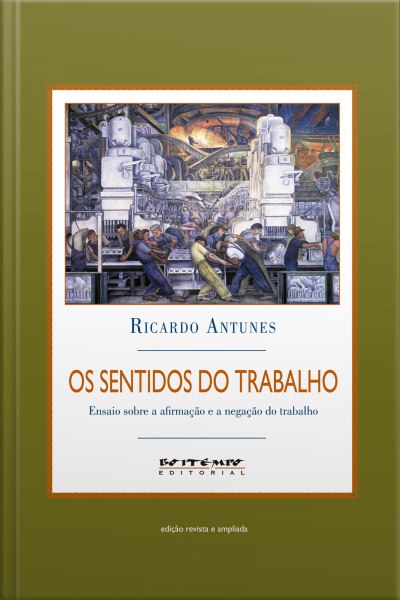 RICARDO ANTUNES
OS SENTIDOS DO TRABALHO
Ensaio sobre a afirmação e a negação do trabalho
BOITEMPO
EDITORIAL
edição revista e ampliada